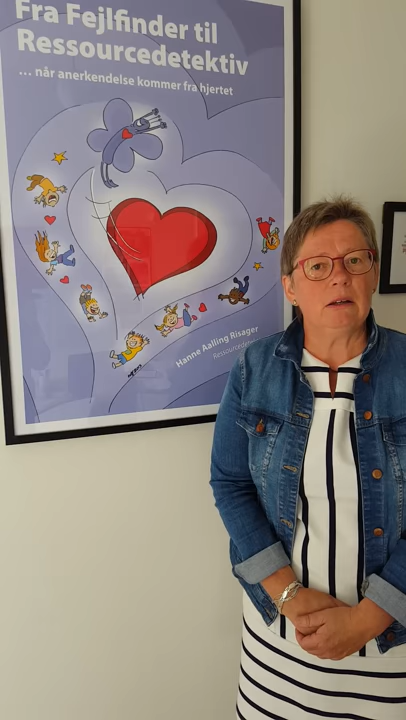 Fra Fejlfinder til
Ressourcedetektiv
... når anerkendelse kommer fra hjertet
Hanne Aalling Risager